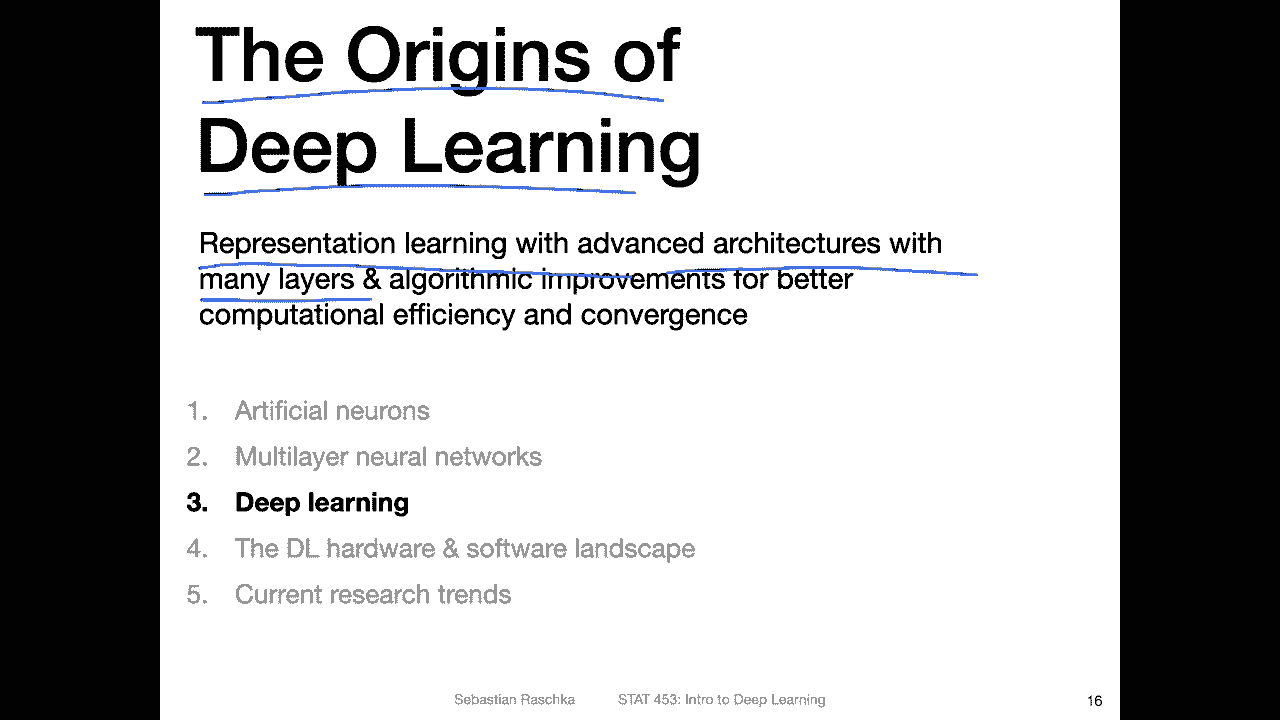 The Origins of
Deep Learning
Representation learning with advanced architectures with
many layers & algorithmic improvements for better
computational efficiency and convergence
1. Artificial neurons
2. Multilayer neural networks
3. Deep learning
4. The DL hardware & software landscape
5. Current research trends
Sebastian Raschka STAT 453: Intro to Deep Learning 16